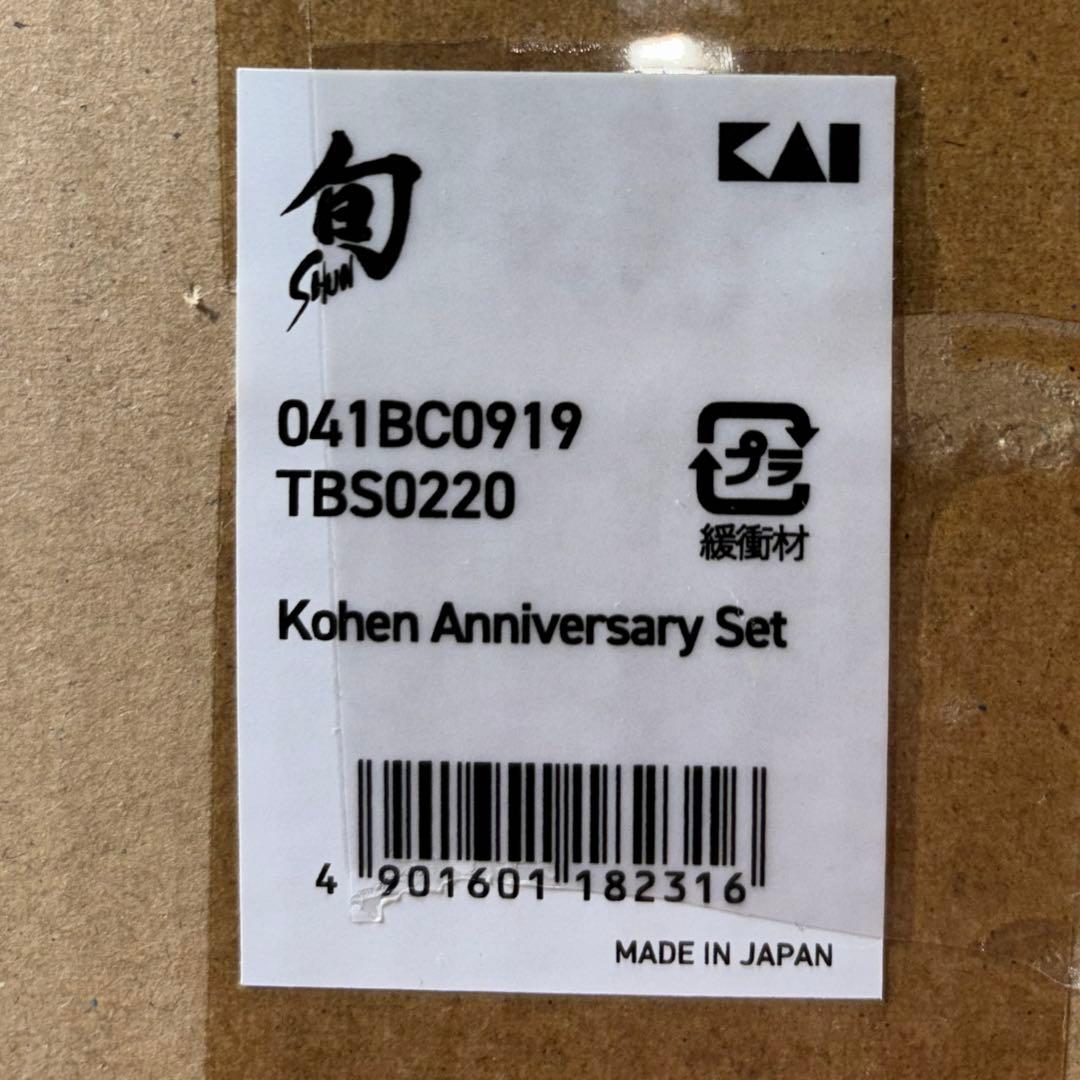 旬
SHUN
KAI
041BC0919
TBS0220
プラ
緩衝材
Kohen Anniversary Set
4 901601 182316
MADE IN JAPAN